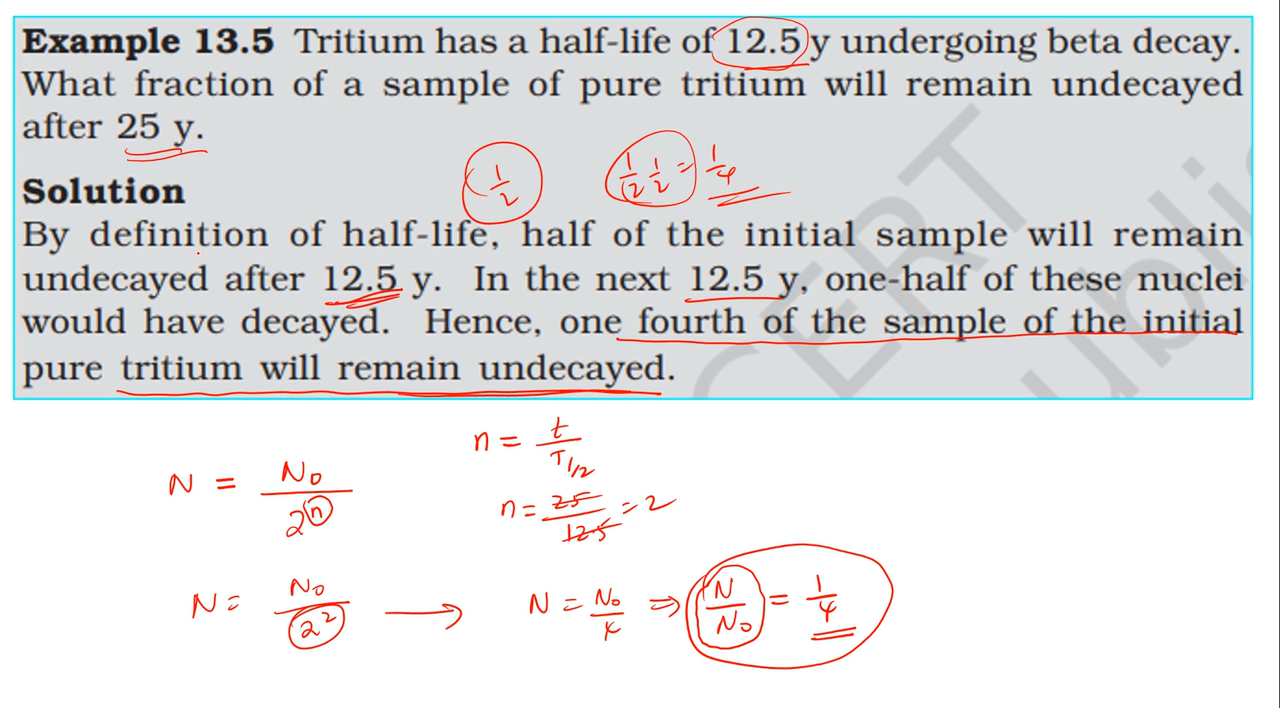 Example 13.5 Tritium has a half-life of 12.5 y undergoing beta decay.
What fraction of a sample of pure tritium will remain undecayed
after 25 y.
1/2 1/2 1/2 = 1/4
Solution
By definition of half-life, half of the initial sample will remain
undecayed after 12.5 y. In the next 12.5 y, one-half of these nuclei
would have decayed. Hence, one fourth of the sample of the initial
pure tritium will remain undecayed.
n = t/T1/2
N = N0/2^n
n = 25/12.5 = 2
N = N0/2^2 → N = N0/4 ⇒ N/N0 = 1/4